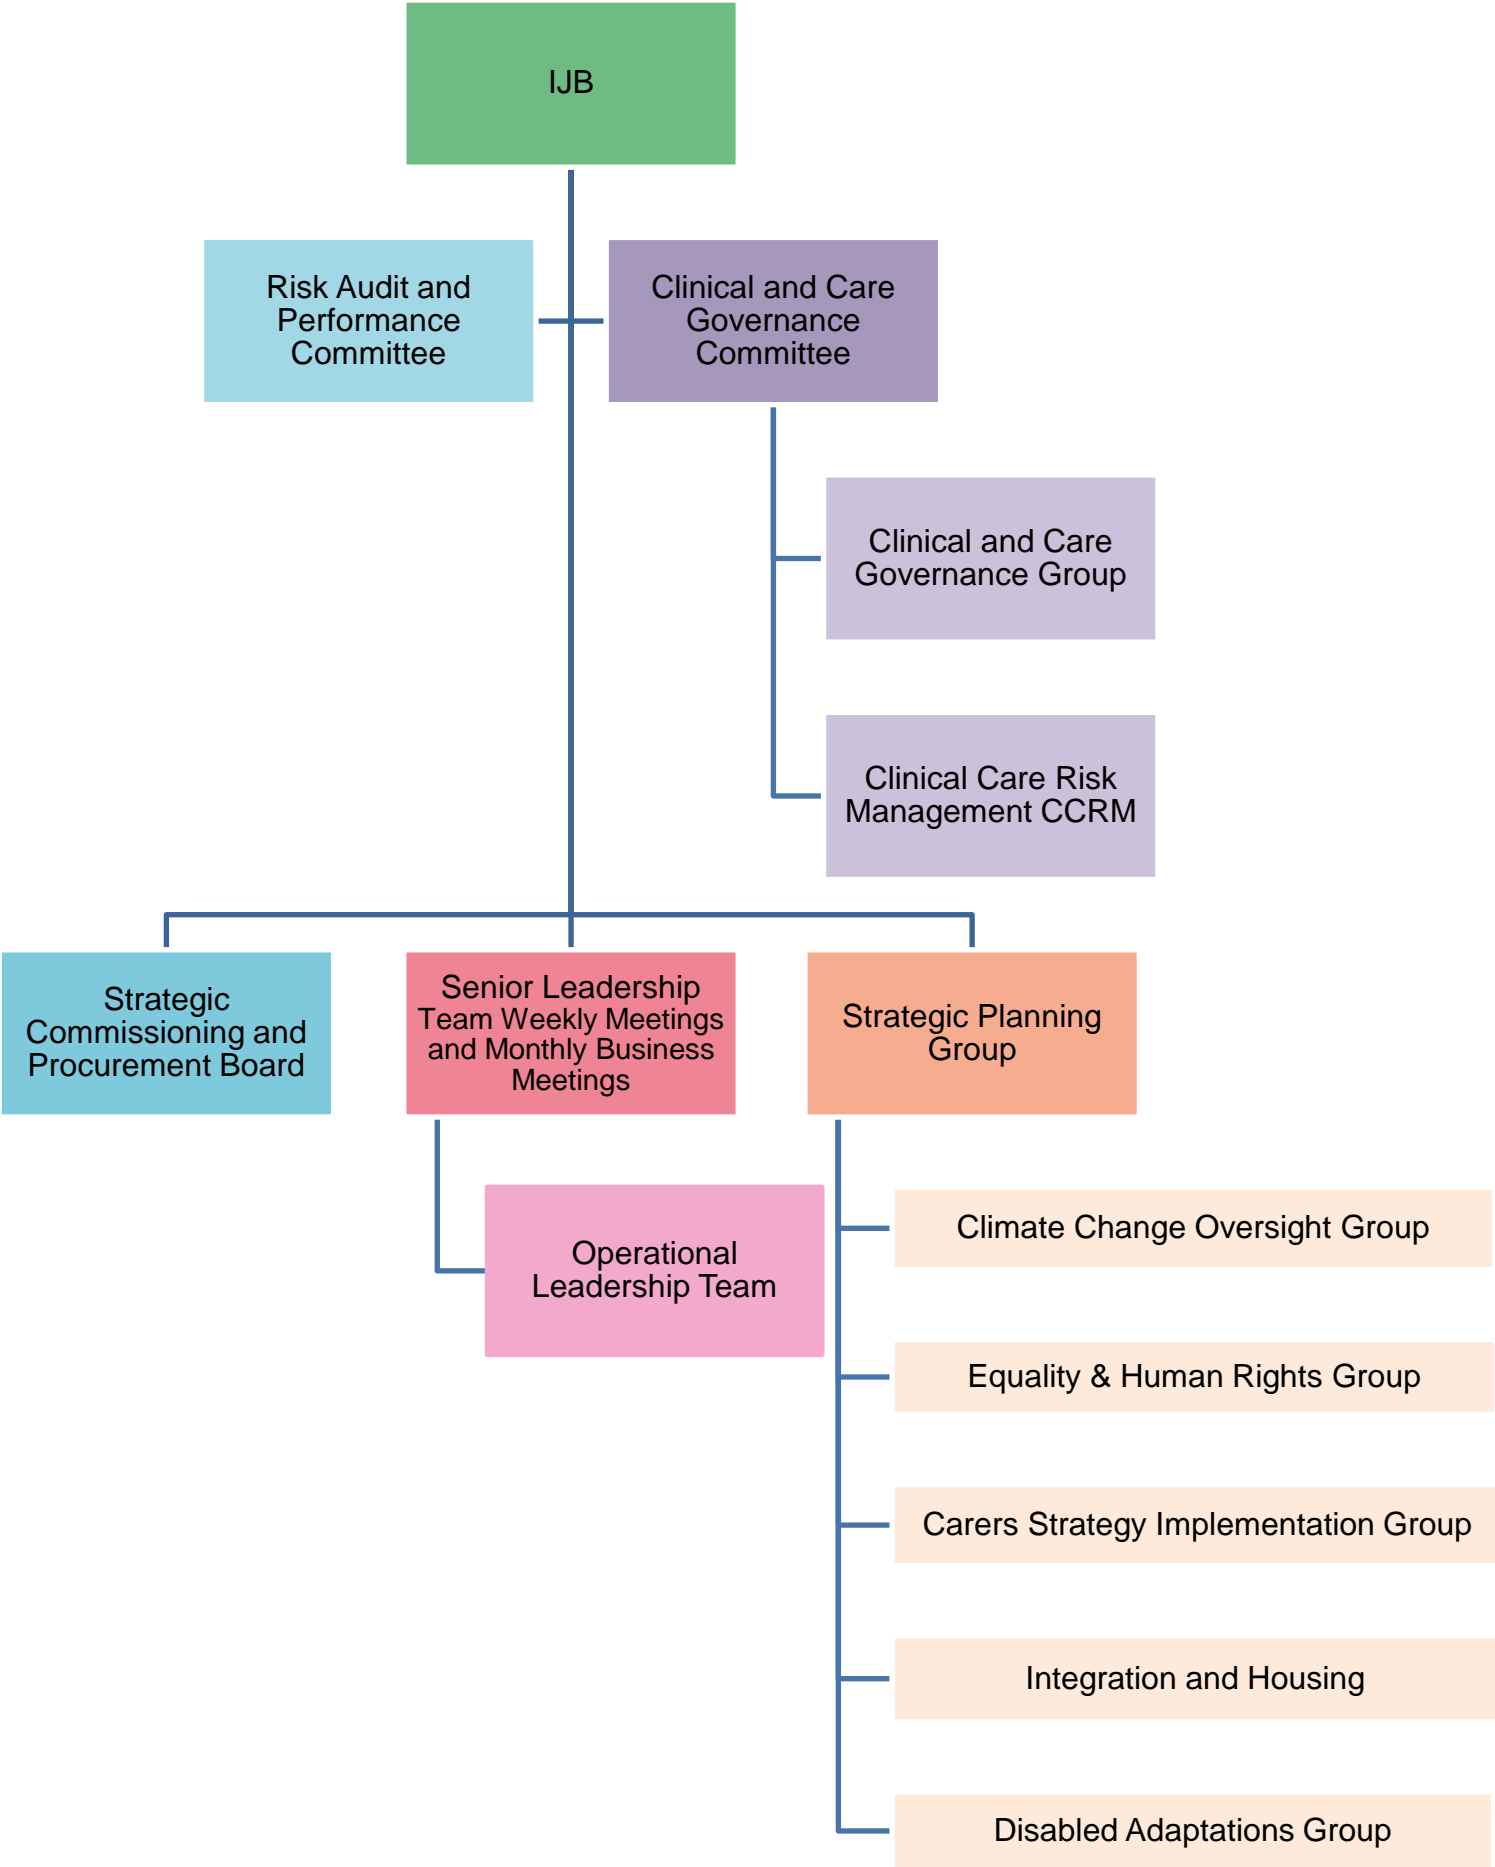 IJB
Risk Audit and
Performance
Committee
Clinical and Care
Governance
Committee
Clinical and Care
Governance Group
Clinical Care Risk
Management CCRM
Strategic
Commissioning and
Procurement Board
Senior Leadership
Team Weekly Meetings
and Monthly Business
Meetings
Strategic Planning
Group
Operational
Leadership Team
Climate Change Oversight Group
Equality & Human Rights Group
Carers Strategy Implementation Group
Integration and Housing
Disabled Adaptations Group